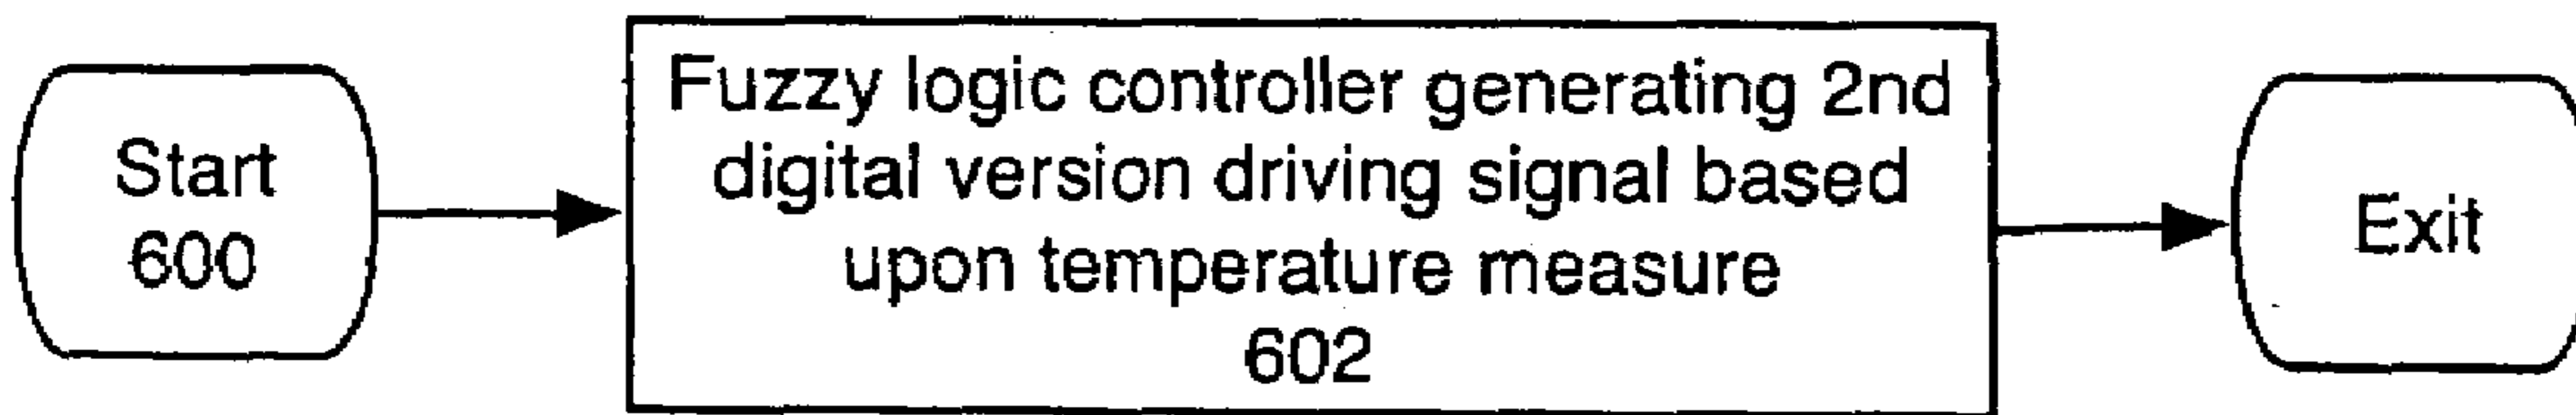 Start
600
Fuzzy logic controller generating 2nd
digital version driving signal based
upon temperature measure
602
Exit